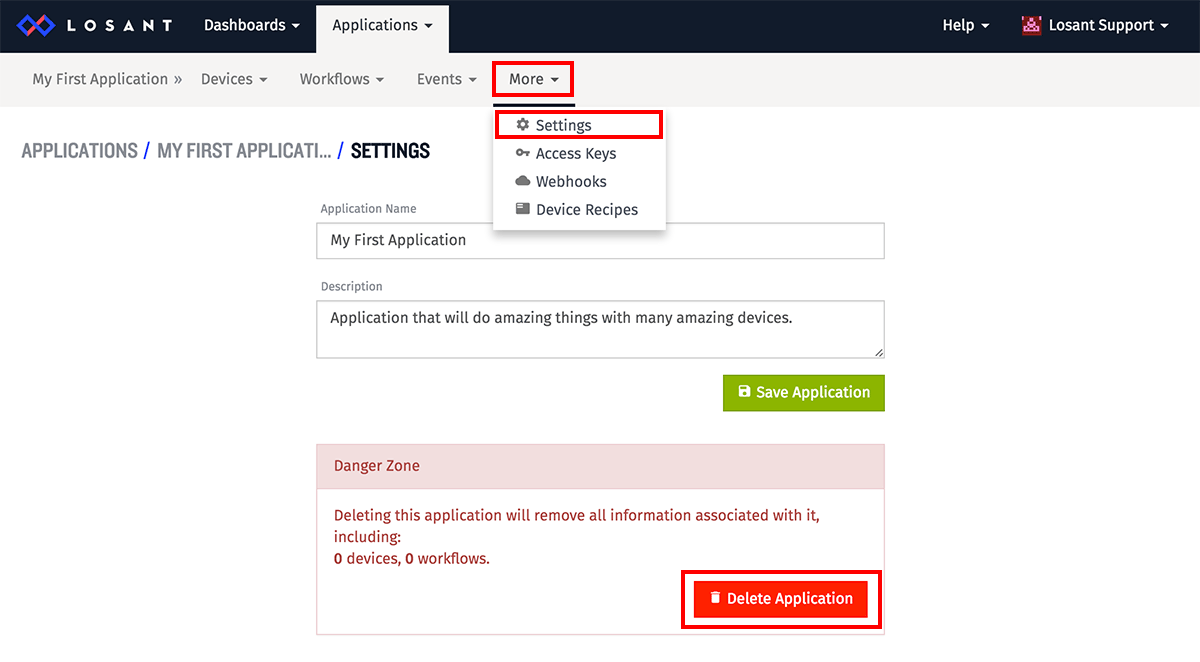 LOSANT Dashboards Applications Help Losant Support
My First Application » Devices Workflows Events More
Settings
Access Keys
Webhooks
Device Recipes
APPLICATIONS / MY FIRST APPLICATI... / SETTINGS
Application Name
My First Application
Description
Application that will do amazing things with many amazing devices.
Save Application
Danger Zone
Deleting this application will remove all information associated with it,
including:
0 devices, 0 workflows.
Delete Application